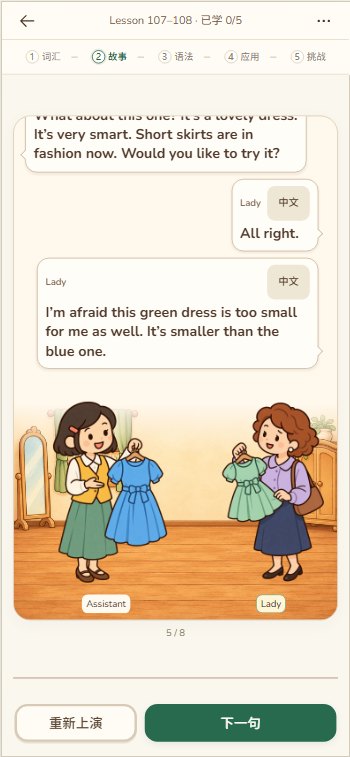 Lesson 107–108 · 已学 0/5
1 词汇 – 2 故事 – 3 语法 – 4 应用 – 5 挑战
What about this one? It's a lovely dress.
It's very smart. Short skirts are in
fashion now. Would you like to try it?
Lady 中文
All right.
Lady 中文
I'm afraid this green dress is too small
for me as well. It's smaller than the
blue one.
Assistant Lady
5 / 8
重新上演 下一句